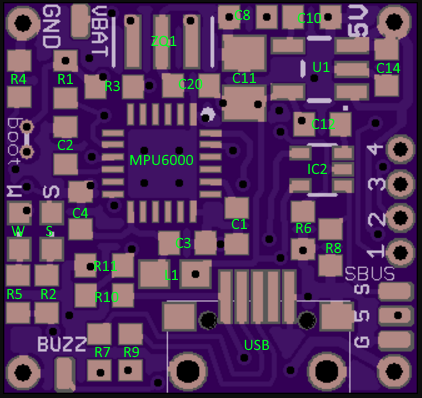 GND
VBAT
ZD1
C8
C10
5V
R4
R1
R3
C20
C11
U1
C14
boot
C2
MPU6000
C12
IC2
4
3
2
1
W
S
W
S
C4
C1
C3
R6
R8
R11
L1
R10
R5
R2
SBUS
S
5
G
BUZZ
R7
R9
USB